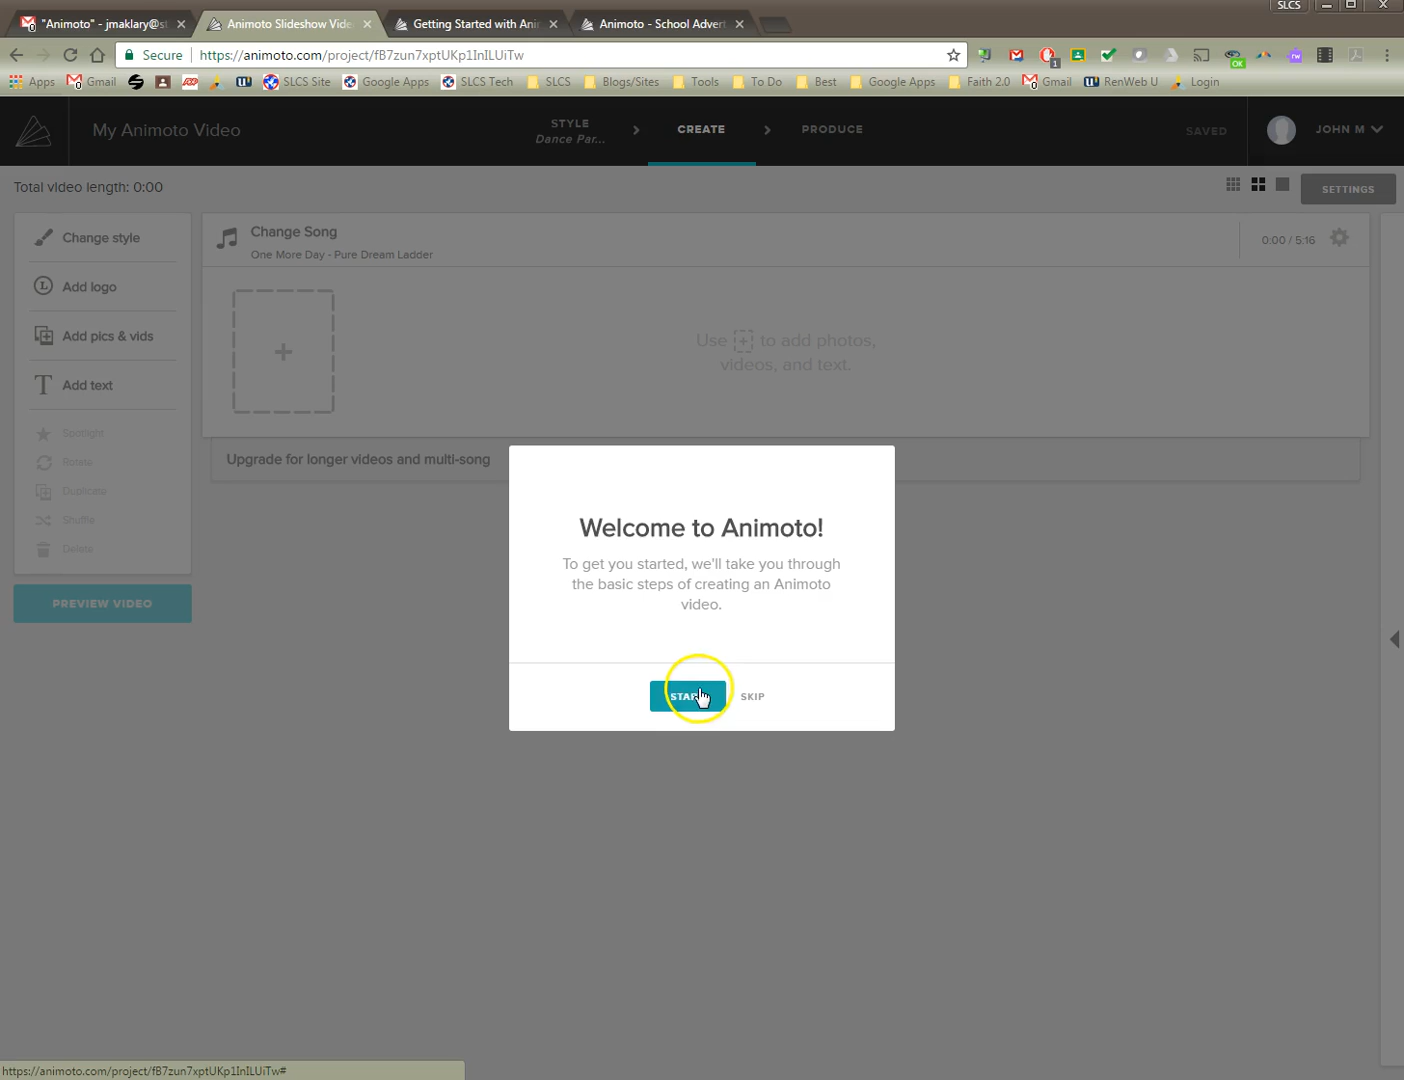 SLCS
"Animoto" - jmaklary@st
Animoto Slideshow Vide
Getting Started with Ani
Animoto - School Advert
Secure
https://animoto.com/project/fB7zun7xptUKp1InILUiTw
Apps
Gmail
SLCS Site
Google Apps
SLCS Tech
SLCS
Blogs/Sites
Tools
To Do
Best
Google Apps
Faith 2.0
Gmail
RenWeb U
Login
My Animoto Video
STYLE
Dance Par...
CREATE
PRODUCE
SAVED
JOHN M
Total video length: 0:00
SETTINGS
Change style
Add logo
Add pics & vids
Add text
Spotlight
Rotate
Duplicate
Shuffle
Delete
PREVIEW VIDEO
Change Song
One More Day - Pure Dream Ladder
0:00 / 5:16
Use + to add photos,
videos, and text.
Upgrade for longer videos and multi-song
Welcome to Animoto!
To get you started, we'll take you through
the basic steps of creating an Animoto
video.
SKIP
https://animoto.com/project/fB7zun7xptUKp1InILUiTw#